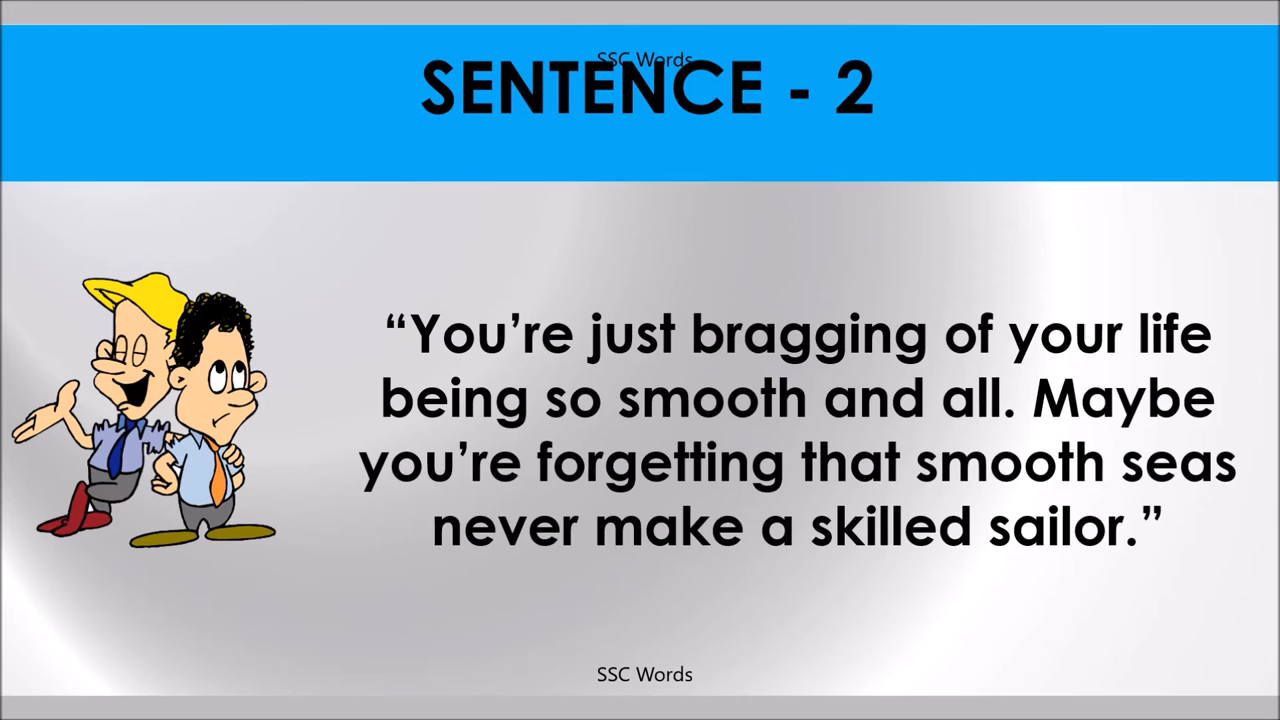 SSC Words
SENTENCE - 2
“You’re just bragging of your life
being so smooth and all. Maybe
you’re forgetting that smooth seas
never make a skilled sailor.”
SSC Words